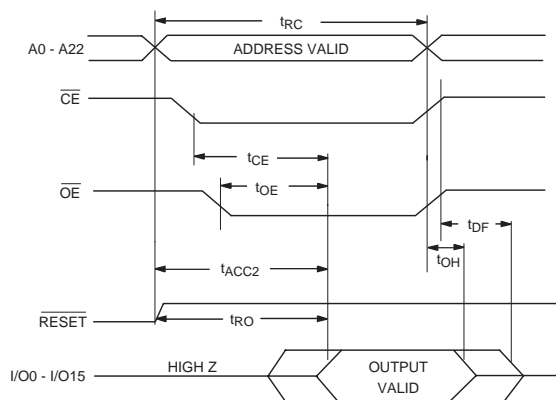 tRC
A0 - A22
ADDRESS VALID
CE
tCE
tOE
OE
tDF
tOH
tACC2
RESET
tRO
I/O0 - I/O15
HIGH Z
OUTPUT
VALID